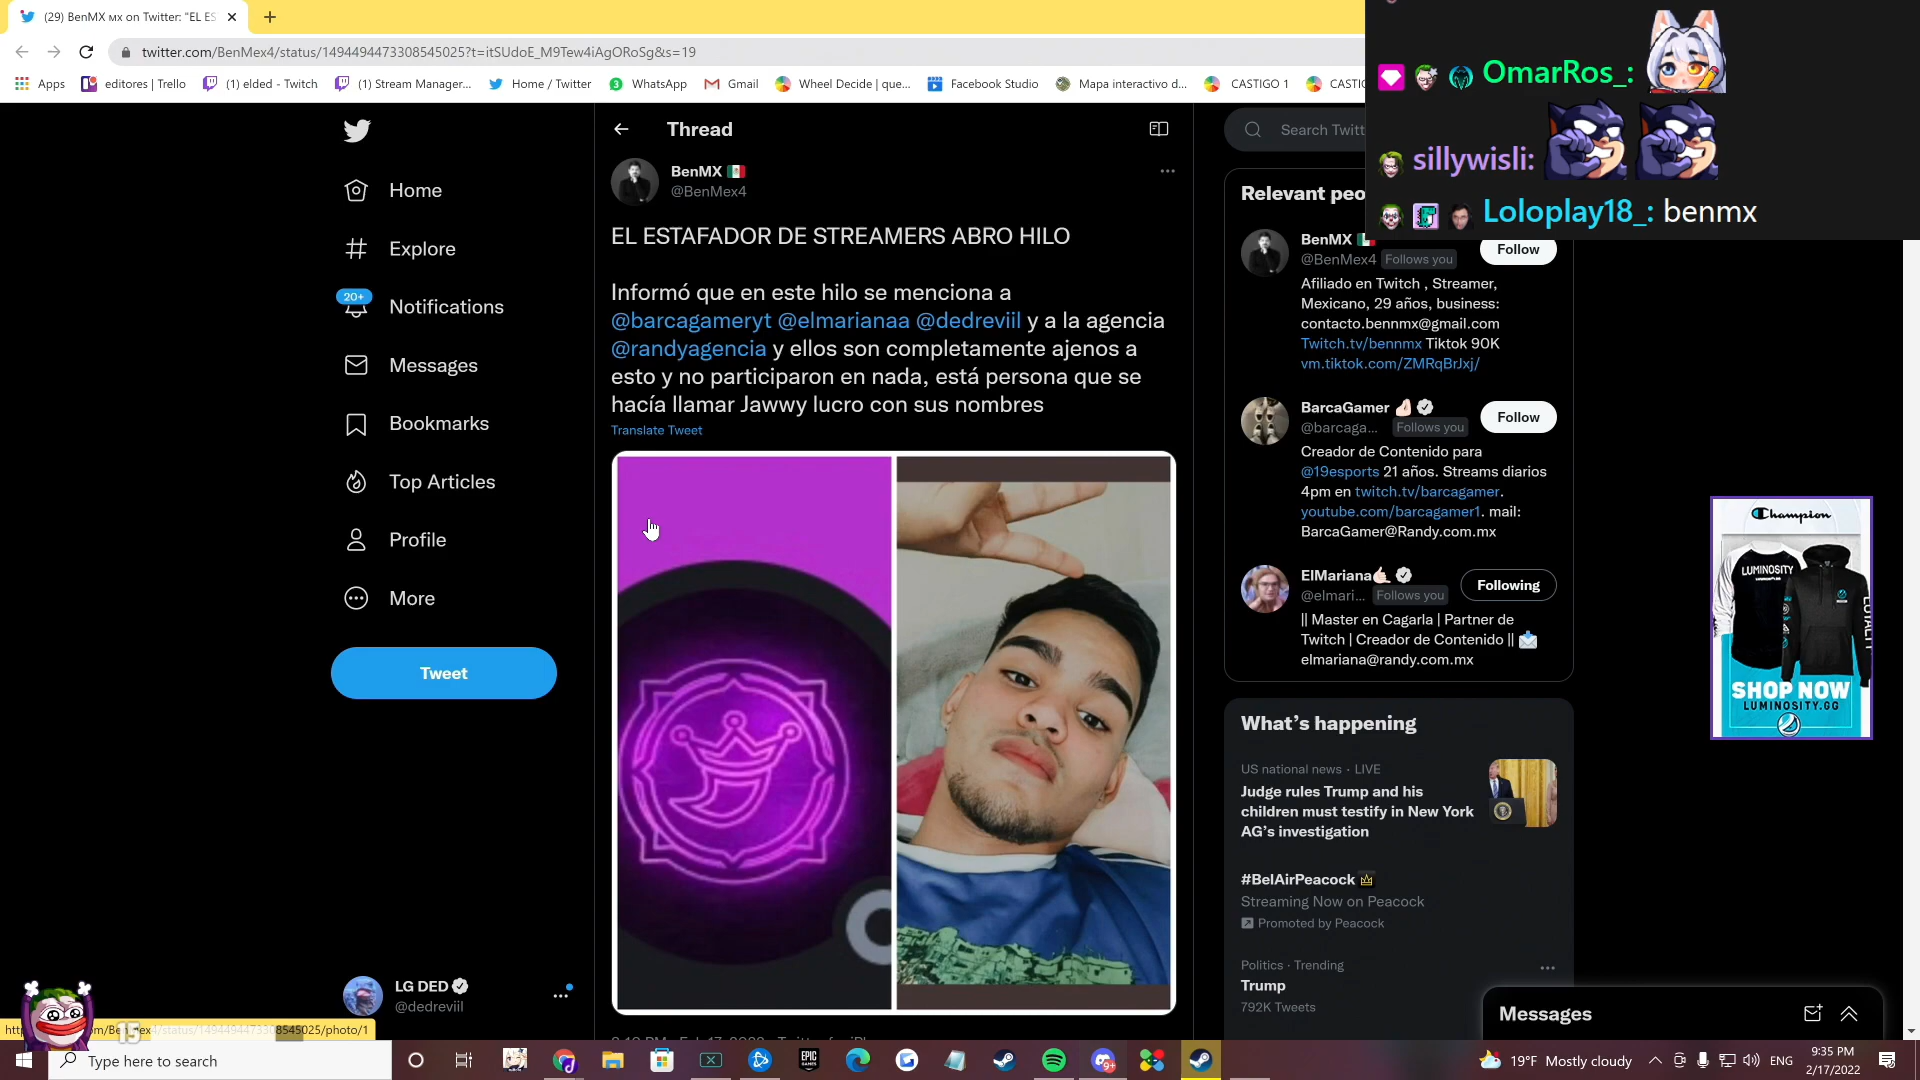 (29) BenMX MX on Twitter: "EL ES
twitter.com/BenMex4/status/1494494473308545025?t=itSUdoE_M9Tew4iAgORoSg&s=19
Apps
editores | Trello
(1) elded - Twitch
(1) Stream Manager...
Home / Twitter
WhatsApp
Gmail
Wheel Decide | que...
Facebook Studio
Mapa interactivo d...
CASTIGO 1
CASTI
OmarRos_:
sillywisli:
Loloplay18_: benmx
Home
Explore
20+
Notifications
Messages
Bookmarks
Top Articles
Profile
More
Tweet
LG DED
@dedreviil
Thread
BenMX
@BenMex4
EL ESTAFADOR DE STREAMERS ABRO HILO
Informó que en este hilo se menciona a
@barcagameryt @elmarianaa @dedreviil y a la agencia
@randyagencia y ellos son completamente ajenos a
esto y no participaron en nada, está persona que se
hacía llamar Jawwy lucro con sus nombres
Translate Tweet
Search Twitt
Relevant peo
BenMX
@BenMex4 Follows you
Follow
Afiliado en Twitch , Streamer,
Mexicano, 29 años, business:
contacto.bennmx@gmail.com
Twitch.tv/bennmx Tiktok 90K
vm.tiktok.com/ZMRqBrJxj/
BarcaGamer
@barcaga... Follows you
Follow
Creador de Contenido para
@19esports 21 años. Streams diarios
4pm en twitch.tv/barcagamer.
youtube.com/barcagamer1. mail:
BarcaGamer@Randy.com.mx
ElMariana
@elmari... Follows you
Following
|| Master en Cagarla | Partner de
Twitch | Creador de Contenido ||
elmariana@randy.com.mx
What's happening
US national news · LIVE
Judge rules Trump and his
children must testify in New York
AG's investigation
#BelAirPeacock
Streaming Now on Peacock
Promoted by Peacock
Politics · Trending
Trump
792K Tweets
Messages
Champion
LUMINOSITY
SHOP NOW
LUMINOSITY.GG
15
Type here to search
9+
19°F Mostly cloudy
ENG
9:35 PM
2/17/2022